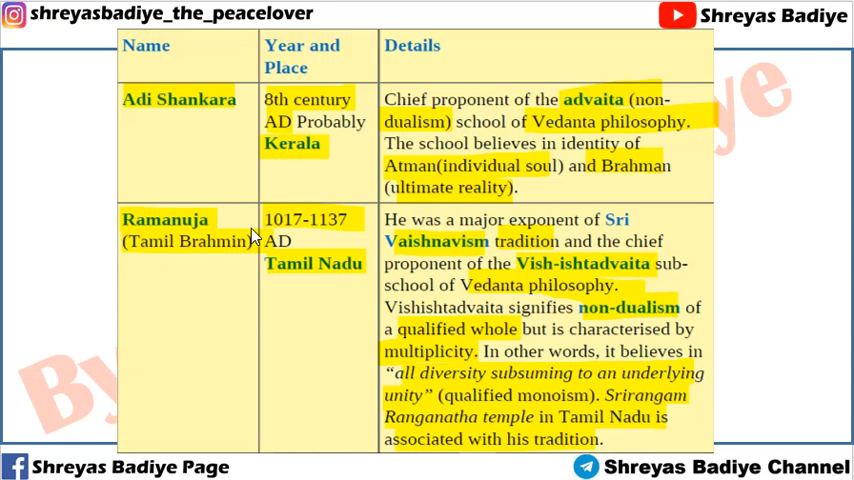 shreyasbadiye_the_peacelover
Shreyas Badiye
Name
Year and
Place
Details
Adi Shankara
8th century
AD Probably
Kerala
Chief proponent of the advaita (non-
dualism) school of Vedanta philosophy.
The school believes in identity of
Atman(individual soul) and Brahman
(ultimate reality).
Ramanuja
(Tamil Brahmin)
1017-1137
AD
Tamil Nadu
He was a major exponent of Sri
Vaishnavism tradition and the chief
proponent of the Vish-ishtadvaita sub-
school of Vedanta philosophy.
Vishishtadvaita signifies non-dualism of
a qualified whole but is characterised by
multiplicity. In other words, it believes in
“all diversity subsuming to an underlying
unity” (qualified monoism). Srirangam
Ranganatha temple in Tamil Nadu is
associated with his tradition.
By
ye
Shreyas Badiye Page
Shreyas Badiye Channel